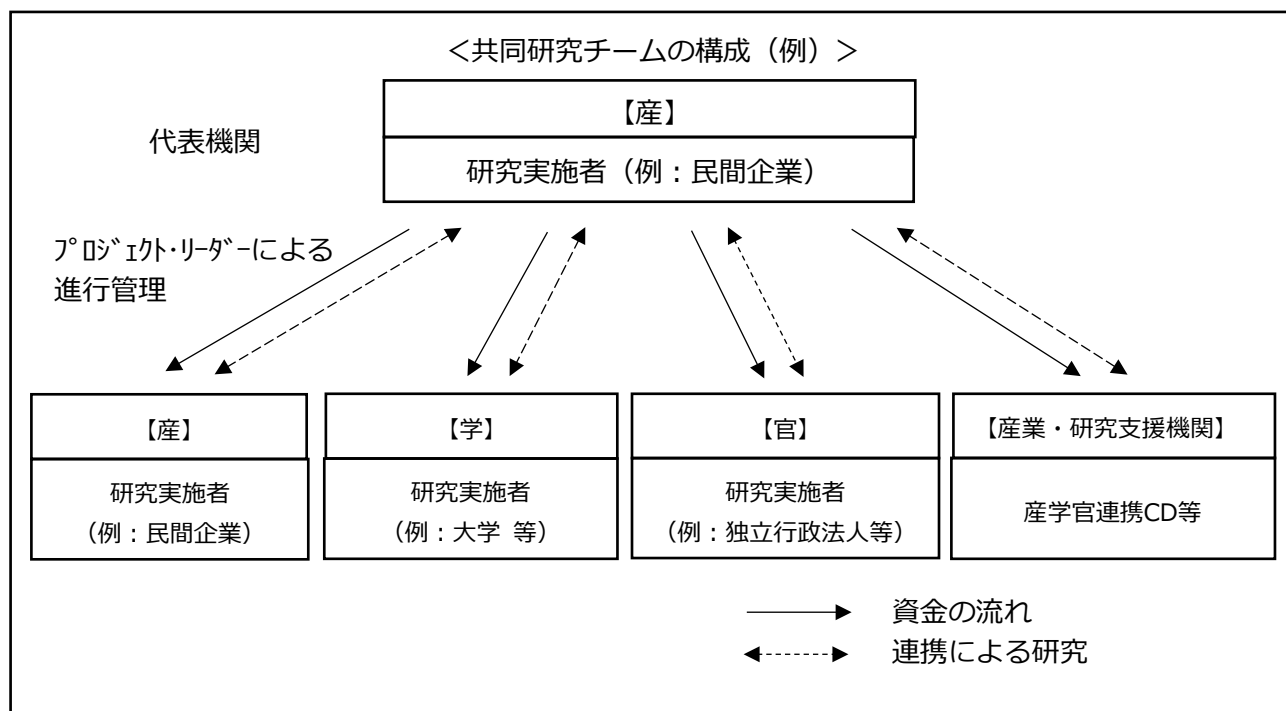 ＜共同研究チームの構成（例）＞
【産】
代表機関
研究実施者（例：民間企業）
ﾌﾟﾛｼﾞｪｸﾄ・ﾘｰﾀﾞｰによる
進行管理
【産】
研究実施者
（例：民間企業）
【学】
研究実施者
（例：大学 等）
【官】
研究実施者
（例：独立行政法人等）
【産業・研究支援機関】
産学官連携CD等
資金の流れ
連携による研究